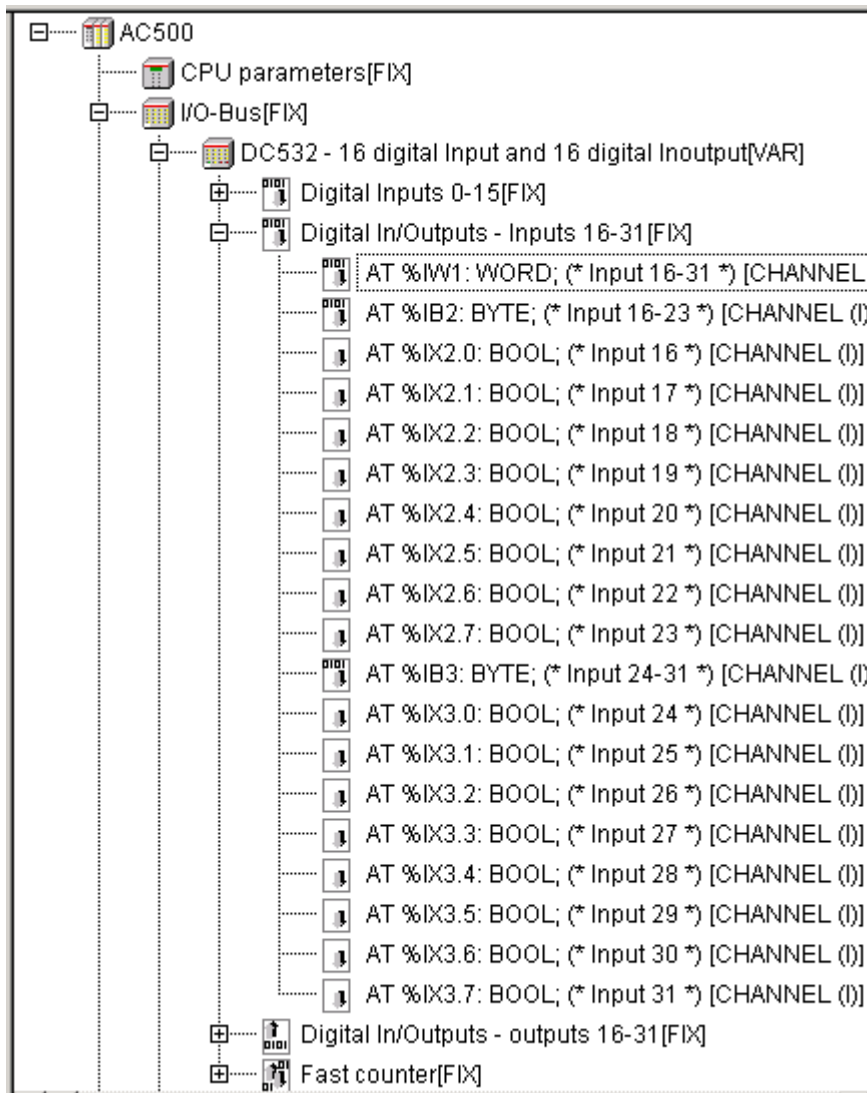 AC500
CPU parameters[FIX]
I/O-Bus[FIX]
DC532 - 16 digital Input and 16 digital Inoutput[VAR]
Digital Inputs 0-15[FIX]
Digital In/Outputs - Inputs 16-31[FIX]
AT %IW1: WORD; (* Input 16-31 *) [CHANNEL
AT %IB2: BYTE; (* Input 16-23 *) [CHANNEL (I)
AT %IX2.0: BOOL; (* Input 16 *) [CHANNEL (I)]
AT %IX2.1: BOOL; (* Input 17 *) [CHANNEL (I)]
AT %IX2.2: BOOL; (* Input 18 *) [CHANNEL (I)]
AT %IX2.3: BOOL; (* Input 19 *) [CHANNEL (I)]
AT %IX2.4: BOOL; (* Input 20 *) [CHANNEL (I)]
AT %IX2.5: BOOL; (* Input 21 *) [CHANNEL (I)]
AT %IX2.6: BOOL; (* Input 22 *) [CHANNEL (I)]
AT %IX2.7: BOOL; (* Input 23 *) [CHANNEL (I)]
AT %IB3: BYTE; (* Input 24-31 *) [CHANNEL (I)
AT %IX3.0: BOOL; (* Input 24 *) [CHANNEL (I)]
AT %IX3.1: BOOL; (* Input 25 *) [CHANNEL (I)]
AT %IX3.2: BOOL; (* Input 26 *) [CHANNEL (I)]
AT %IX3.3: BOOL; (* Input 27 *) [CHANNEL (I)]
AT %IX3.4: BOOL; (* Input 28 *) [CHANNEL (I)]
AT %IX3.5: BOOL; (* Input 29 *) [CHANNEL (I)]
AT %IX3.6: BOOL; (* Input 30 *) [CHANNEL (I)]
AT %IX3.7: BOOL; (* Input 31 *) [CHANNEL (I)]
Digital In/Outputs - outputs 16-31[FIX]
Fast counter[FIX]